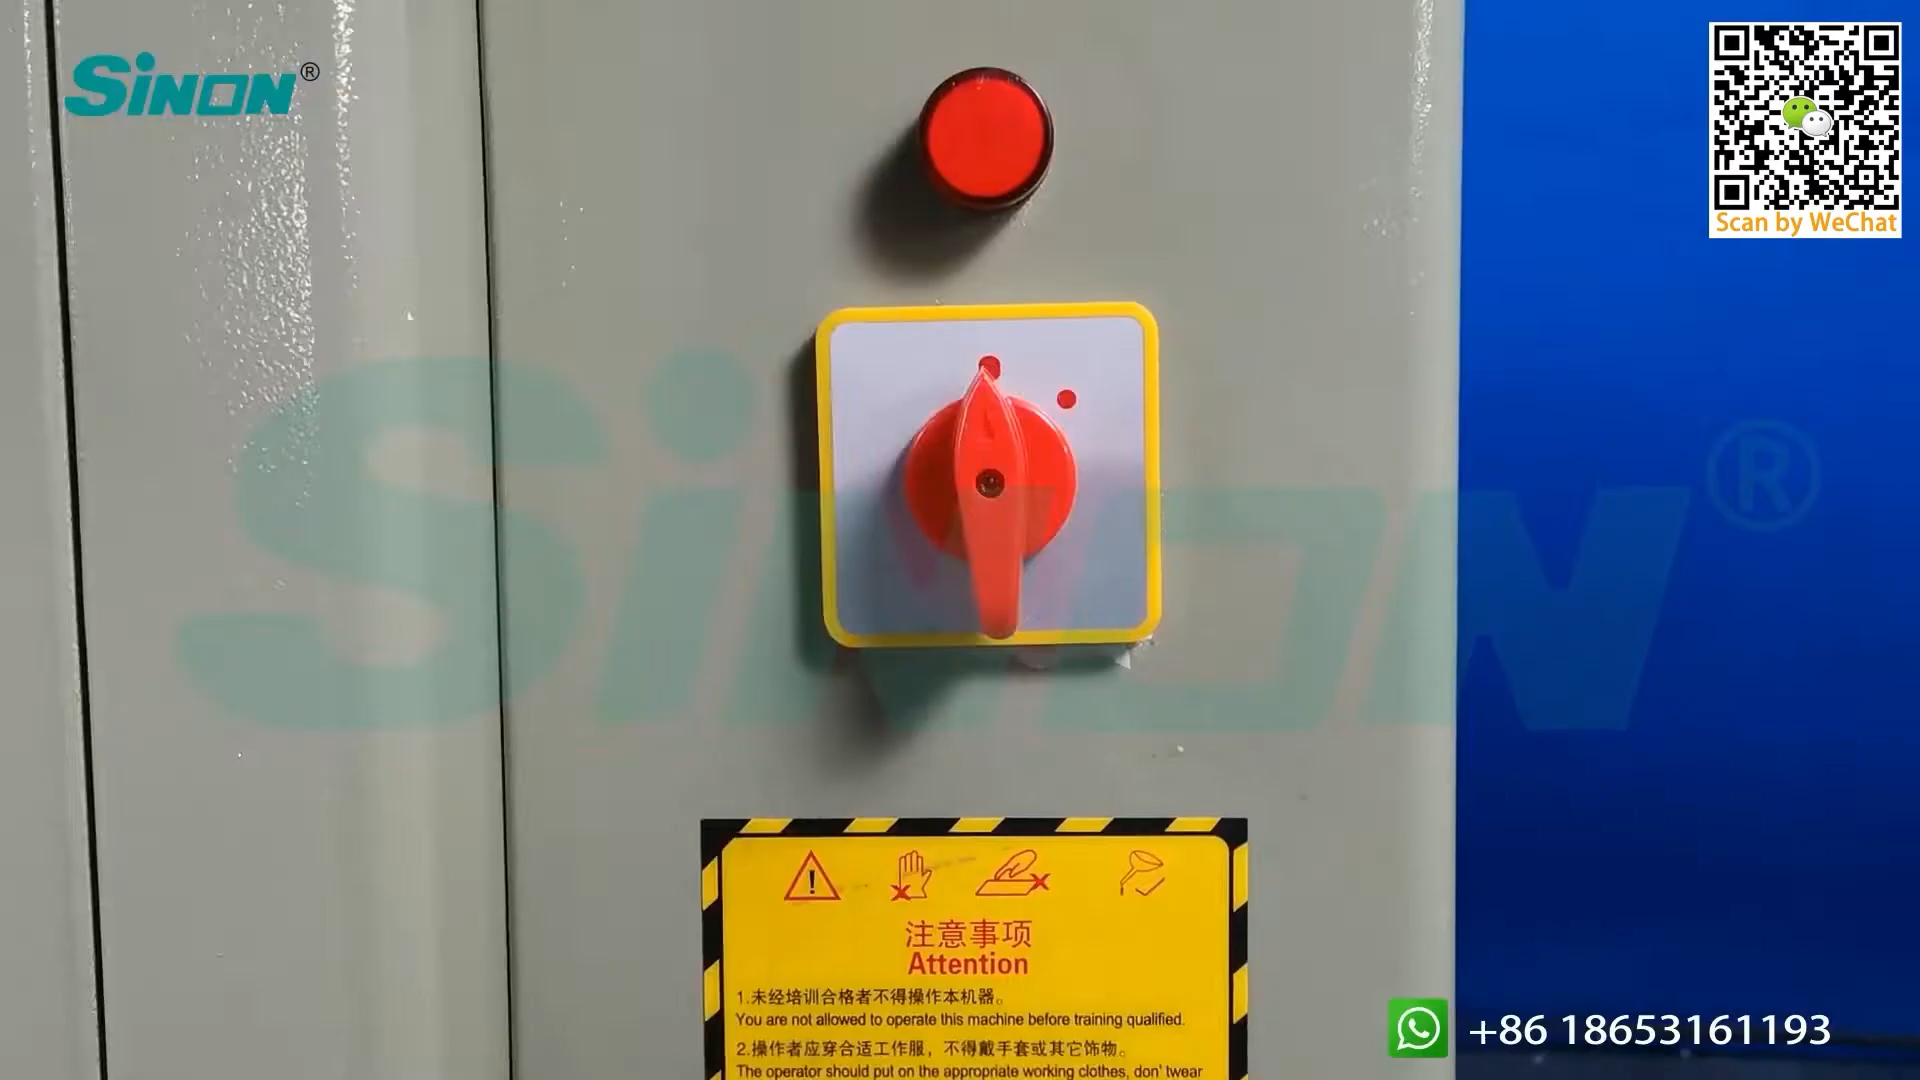 SINON®
Scan by WeChat
SINON®
注意事项
Attention
1.未经培训合格者不得操作本机器。
You are not allowed to operate this machine before training qualified.
2.操作者应穿合适工作服，不得戴手套或其它饰物。
The operator should put on the appropriate working clothes, don' twear
+86 18653161193